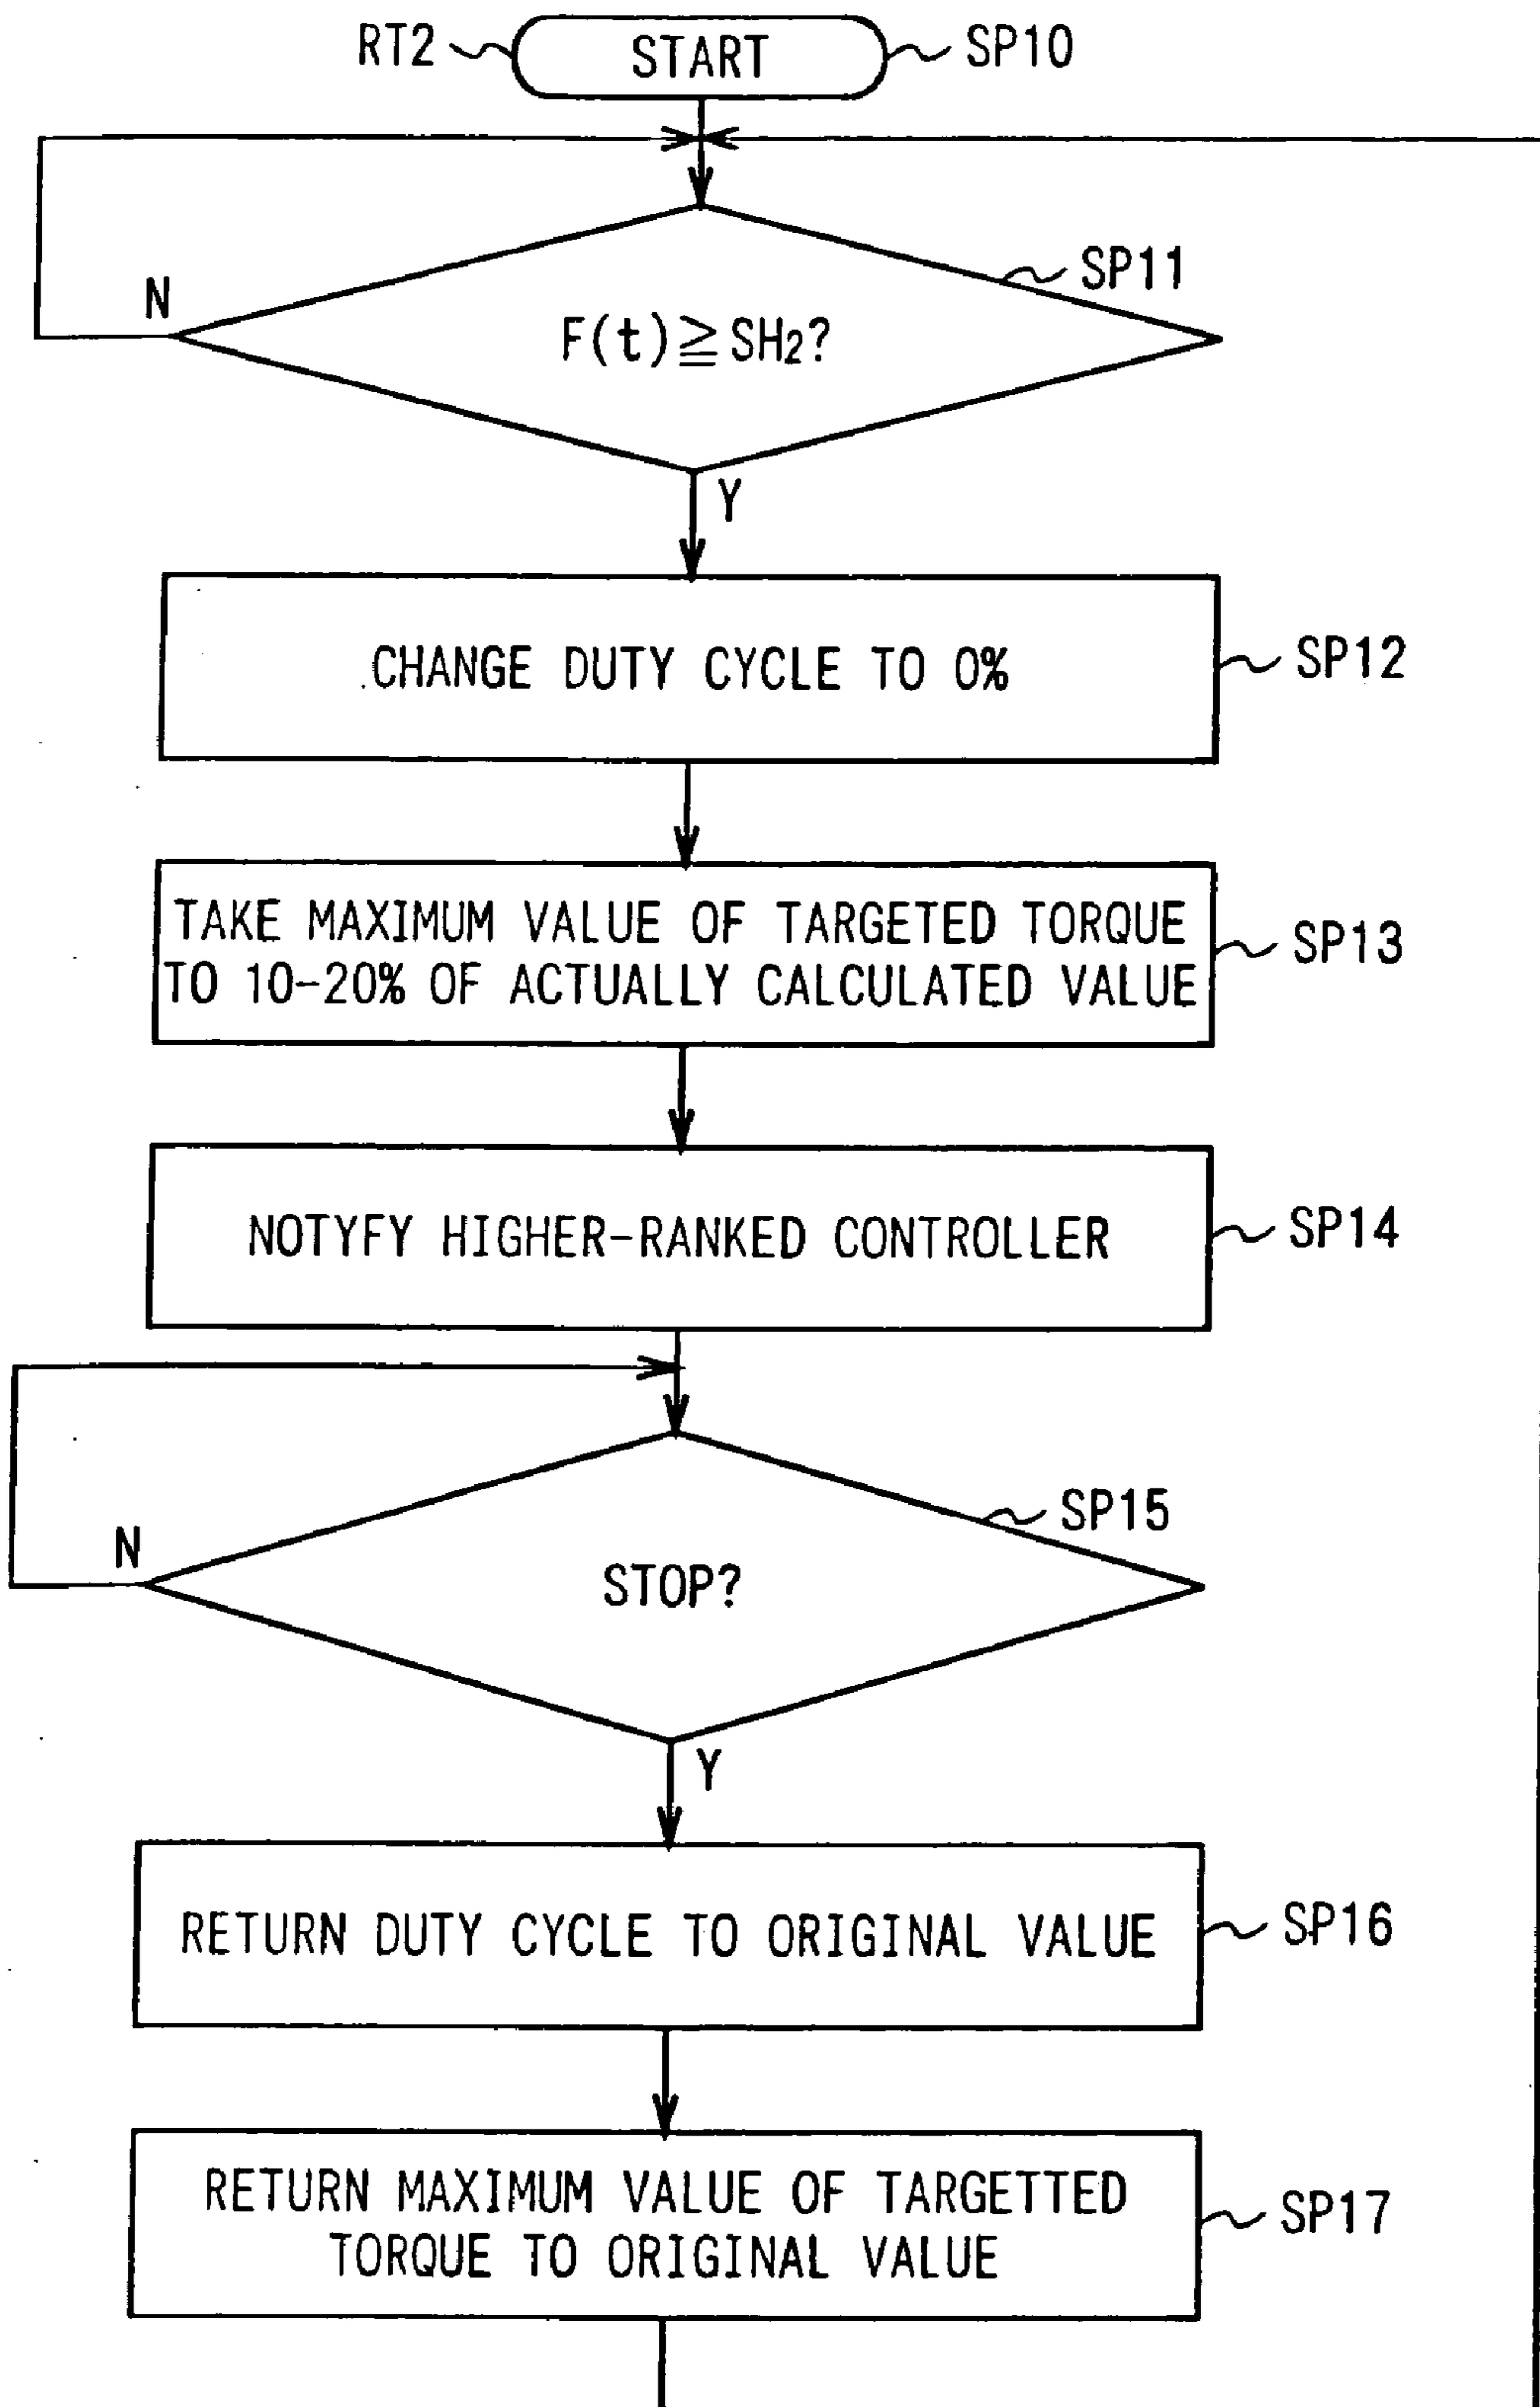 RT2 START SP10
SP11
N
F(t)≧SH2?
Y
CHANGE DUTY CYCLE TO 0%
SP12
TAKE MAXIMUM VALUE OF TARGETED TORQUE
TO 10-20% OF ACTUALLY CALCULATED VALUE
SP13
NOTYFY HIGHER-RANKED CONTROLLER
SP14
SP15
N
STOP?
Y
RETURN DUTY CYCLE TO ORIGINAL VALUE
SP16
RETURN MAXIMUM VALUE OF TARGETTED
TORQUE TO ORIGINAL VALUE
SP17